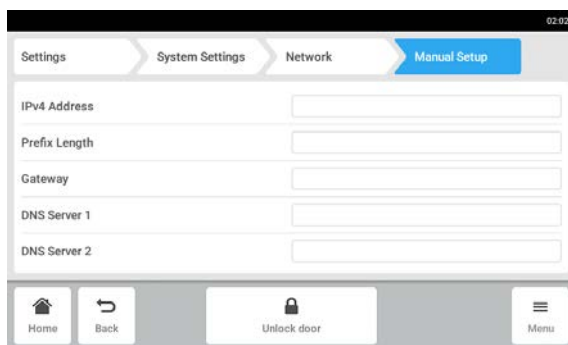 02:02
Settings System Settings Network Manual Setup
IPv4 Address
Prefix Length
Gateway
DNS Server 1
DNS Server 2
Home Back Unlock door Menu